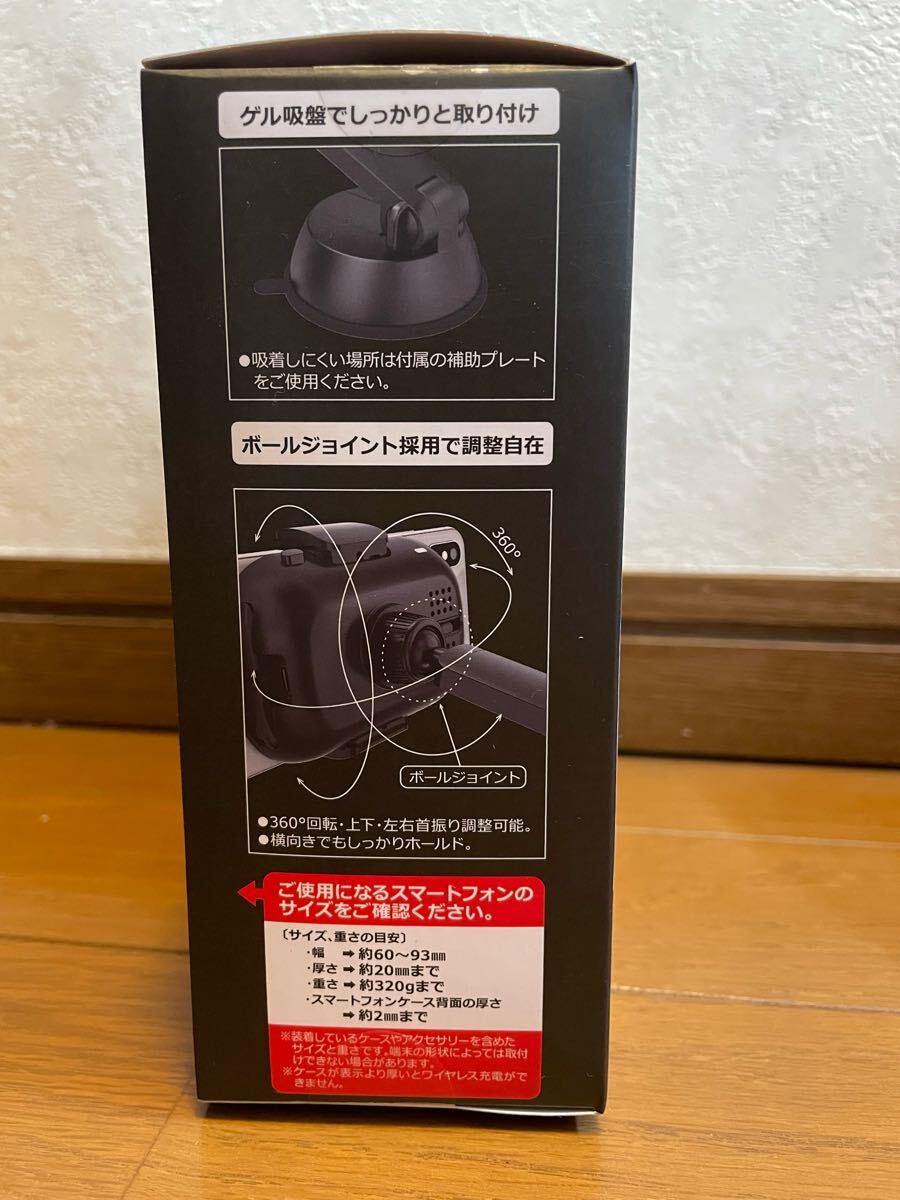 ゲル吸盤でしっかりと取り付け
●吸着しにくい場所は付属の補助プレート
をご使用ください。
ボールジョイント採用で調整自在
360°
ボールジョイント
●360°回転・上下・左右首振り調整可能。
●横向きでもしっかりホールド。
ご使用になるスマートフォンの
サイズをご確認ください。
〔サイズ、重さの目安〕
・幅 ➡ 約60～93㎜
・厚さ ➡ 約20㎜まで
・重さ ➡ 約320gまで
・スマートフォンケース背面の厚さ
➡ 約2㎜まで
※装着しているケースやアクセサリーを含めた
サイズと重さです。端末の形状によっては取付
けできない場合があります。
※ケースが表示より厚いとワイヤレス充電がで
きません。